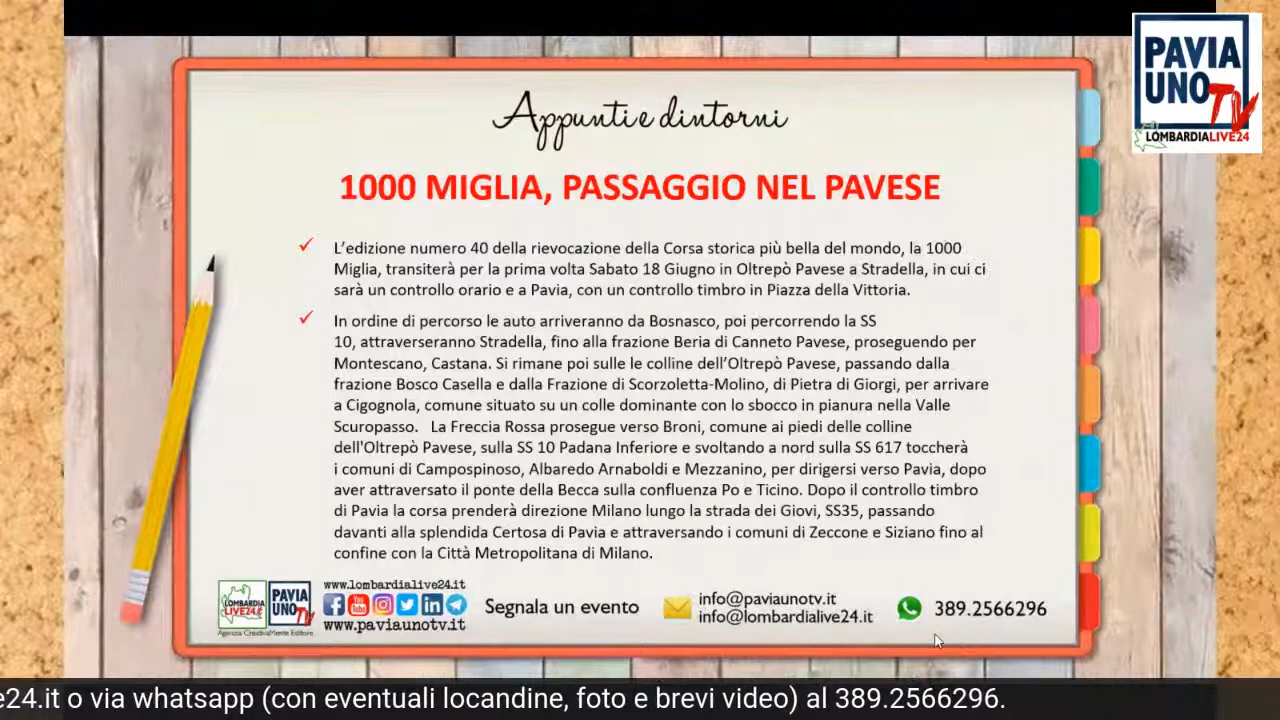 PAVIA
UNOTV
LOMBARDIALIVE24
Appunti e dintorni
1000 MIGLIA, PASSAGGIO NEL PAVESE
L’edizione numero 40 della rievocazione della Corsa storica più bella del mondo, la 1000
Miglia, transiterà per la prima volta Sabato 18 Giugno in Oltrepò Pavese a Stradella, in cui ci
sarà un controllo orario e a Pavia, con un controllo timbro in Piazza della Vittoria.
In ordine di percorso le auto arriveranno da Bosnasco, poi percorrendo la SS
10, attraverseranno Stradella, fino alla frazione Beria di Canneto Pavese, proseguendo per
Montescano, Castana. Si rimane poi sulle le colline dell’Oltrepò Pavese, passando dalla
frazione Bosco Casella e dalla Frazione di Scorzoletta-Molino, di Pietra di Giorgi, per arrivare
a Cigognola, comune situato su un colle dominante con lo sbocco in pianura nella Valle
Scuropasso.   La Freccia Rossa prosegue verso Broni, comune ai piedi delle colline
dell'Oltrepò Pavese, sulla SS 10 Padana Inferiore e svoltando a nord sulla SS 617 toccherà
i comuni di Campospinoso, Albaredo Arnaboldi e Mezzanino, per dirigersi verso Pavia, dopo
aver attraversato il ponte della Becca sulla confluenza Po e Ticino. Dopo il controllo timbro
di Pavia la corsa prenderà direzione Milano lungo la strada dei Giovi, SS35, passando
davanti alla splendida Certosa di Pavia e attraversando i comuni di Zeccone e Siziano fino al
confine con la Città Metropolitana di Milano.
LOMBARDIA
LIVE24.it
PAVIA
UNOTV
Agenzia CreativaMente Editore
www.lombardialive24.it
www.paviaunotv.it
Segnala un evento
info@paviaunotv.it
info@lombardialive24.it
389.2566296
e24.it o via whatsapp (con eventuali locandine, foto e brevi video) al 389.2566296.